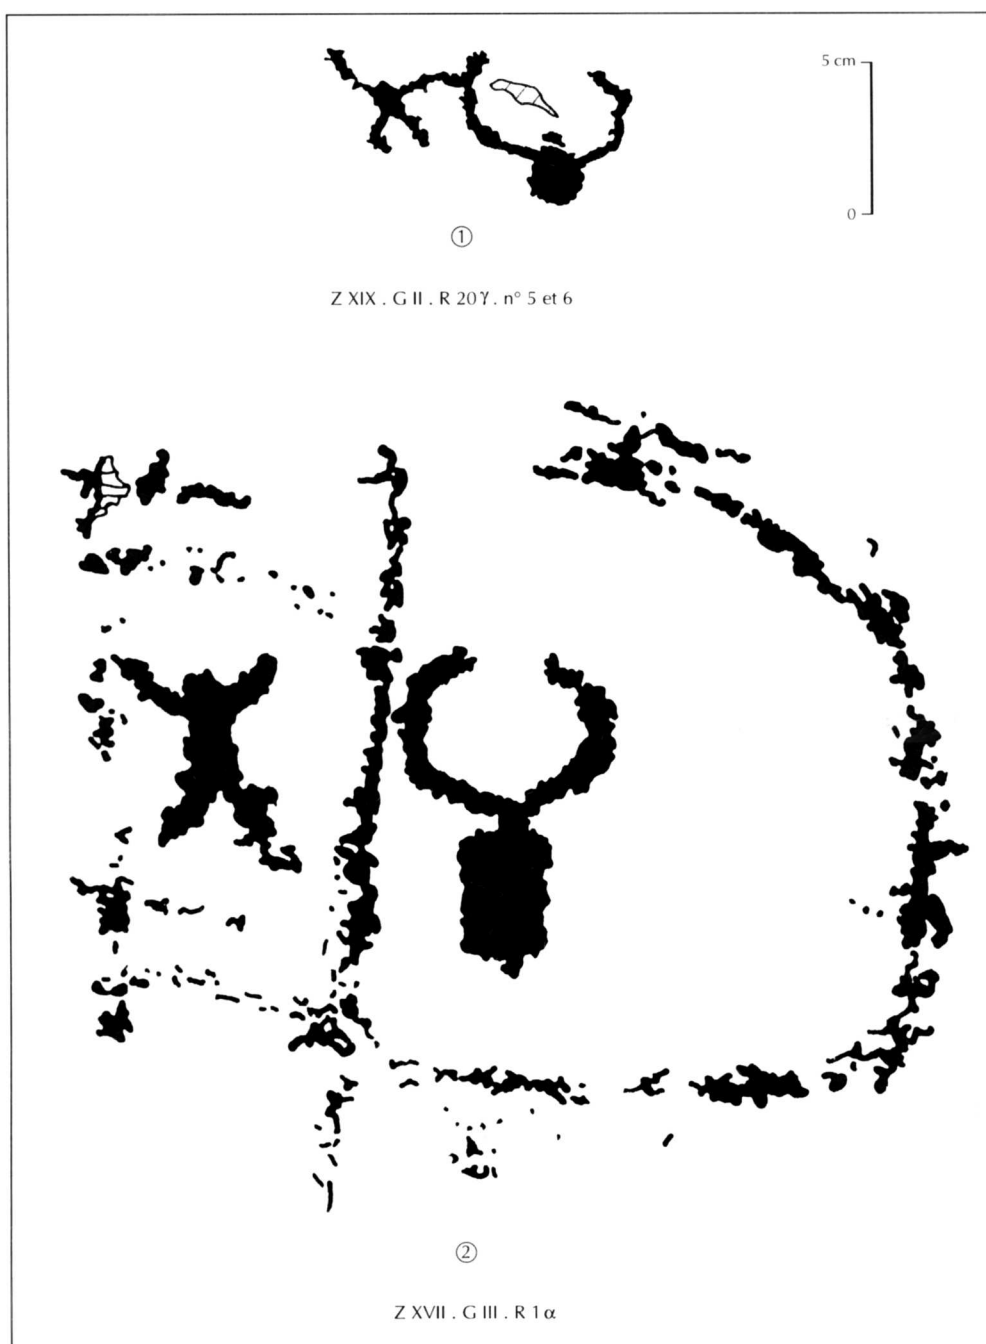 5 cm
0
①
Z XIX . G II . R 20 γ . n° 5 et 6
②
Z XVII . G III . R 1 α